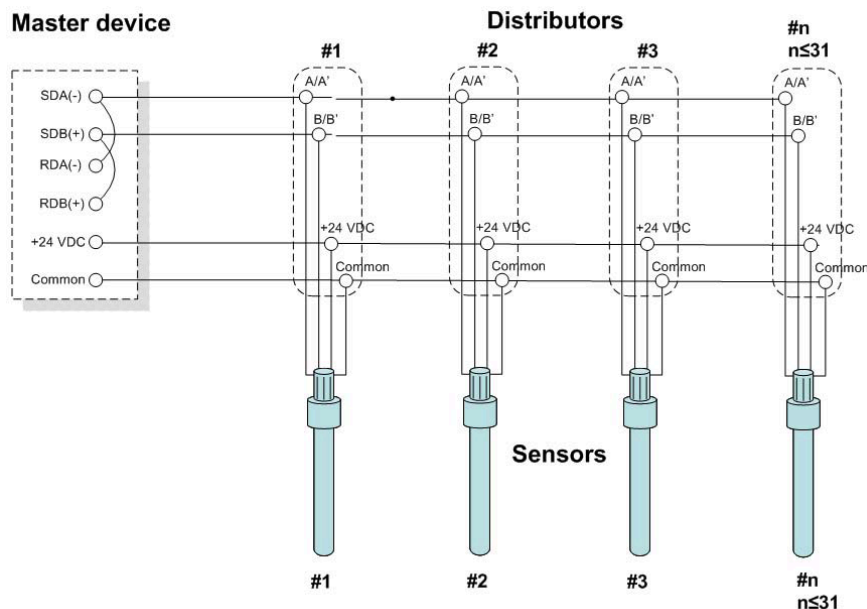 Master device
Distributors
#1
#2
#3
#n
n≤31
SDA(-)
SDB(+)
RDA(-)
RDB(+)
+24 VDC
Common
A/A'
B/B'
+24 VDC
Common
A/A'
B/B'
+24 VDC
Common
A/A'
B/B'
+24 VDC
Common
A/A'
B/B'
+24 VDC
Common
Sensors
#1
#2
#3
#n
n≤31